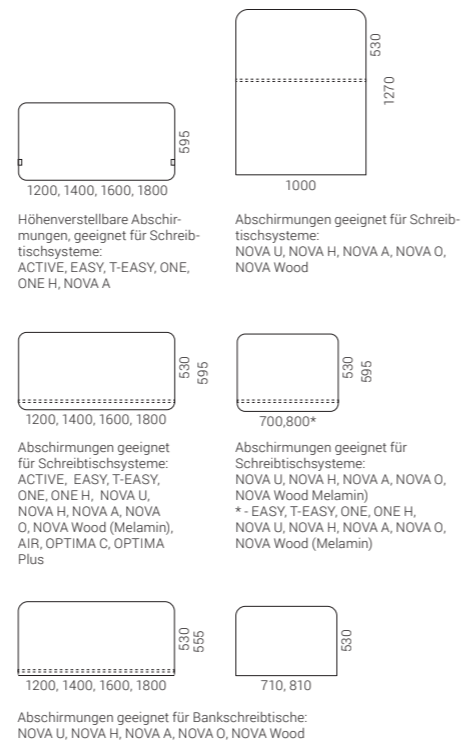 595
1200, 1400, 1600, 1800
Höhenverstellbare Abschir-
mungen, geeignet für Schreib-
tischsysteme:
ACTIVE, EASY, T-EASY, ONE,
ONE H, NOVA A
530
1270
1000
Abschirmungen geeignet für Schreib-
tischsysteme:
NOVA U, NOVA H, NOVA A, NOVA O,
NOVA Wood
530
595
1200, 1400, 1600, 1800
Abschirmungen geeignet
für Schreibtischsysteme:
ACTIVE, EASY, T-EASY,
ONE, ONE H, NOVA U,
NOVA H, NOVA A, NOVA
O, NOVA Wood (Melamin),
AIR, OPTIMA C, OPTIMA
Plus
530
595
700,800*
Abschirmungen geeignet für
Schreibtischsysteme:
NOVA U, NOVA H, NOVA A, NOVA O,
NOVA Wood Melamin)
* - EASY, T-EASY, ONE, ONE H,
NOVA U, NOVA H, NOVA A, NOVA O,
NOVA Wood (Melamin)
530
555
1200, 1400, 1600, 1800
530
710, 810
Abschirmungen geeignet für Bankschreibtische:
NOVA U, NOVA H, NOVA A, NOVA O, NOVA Wood